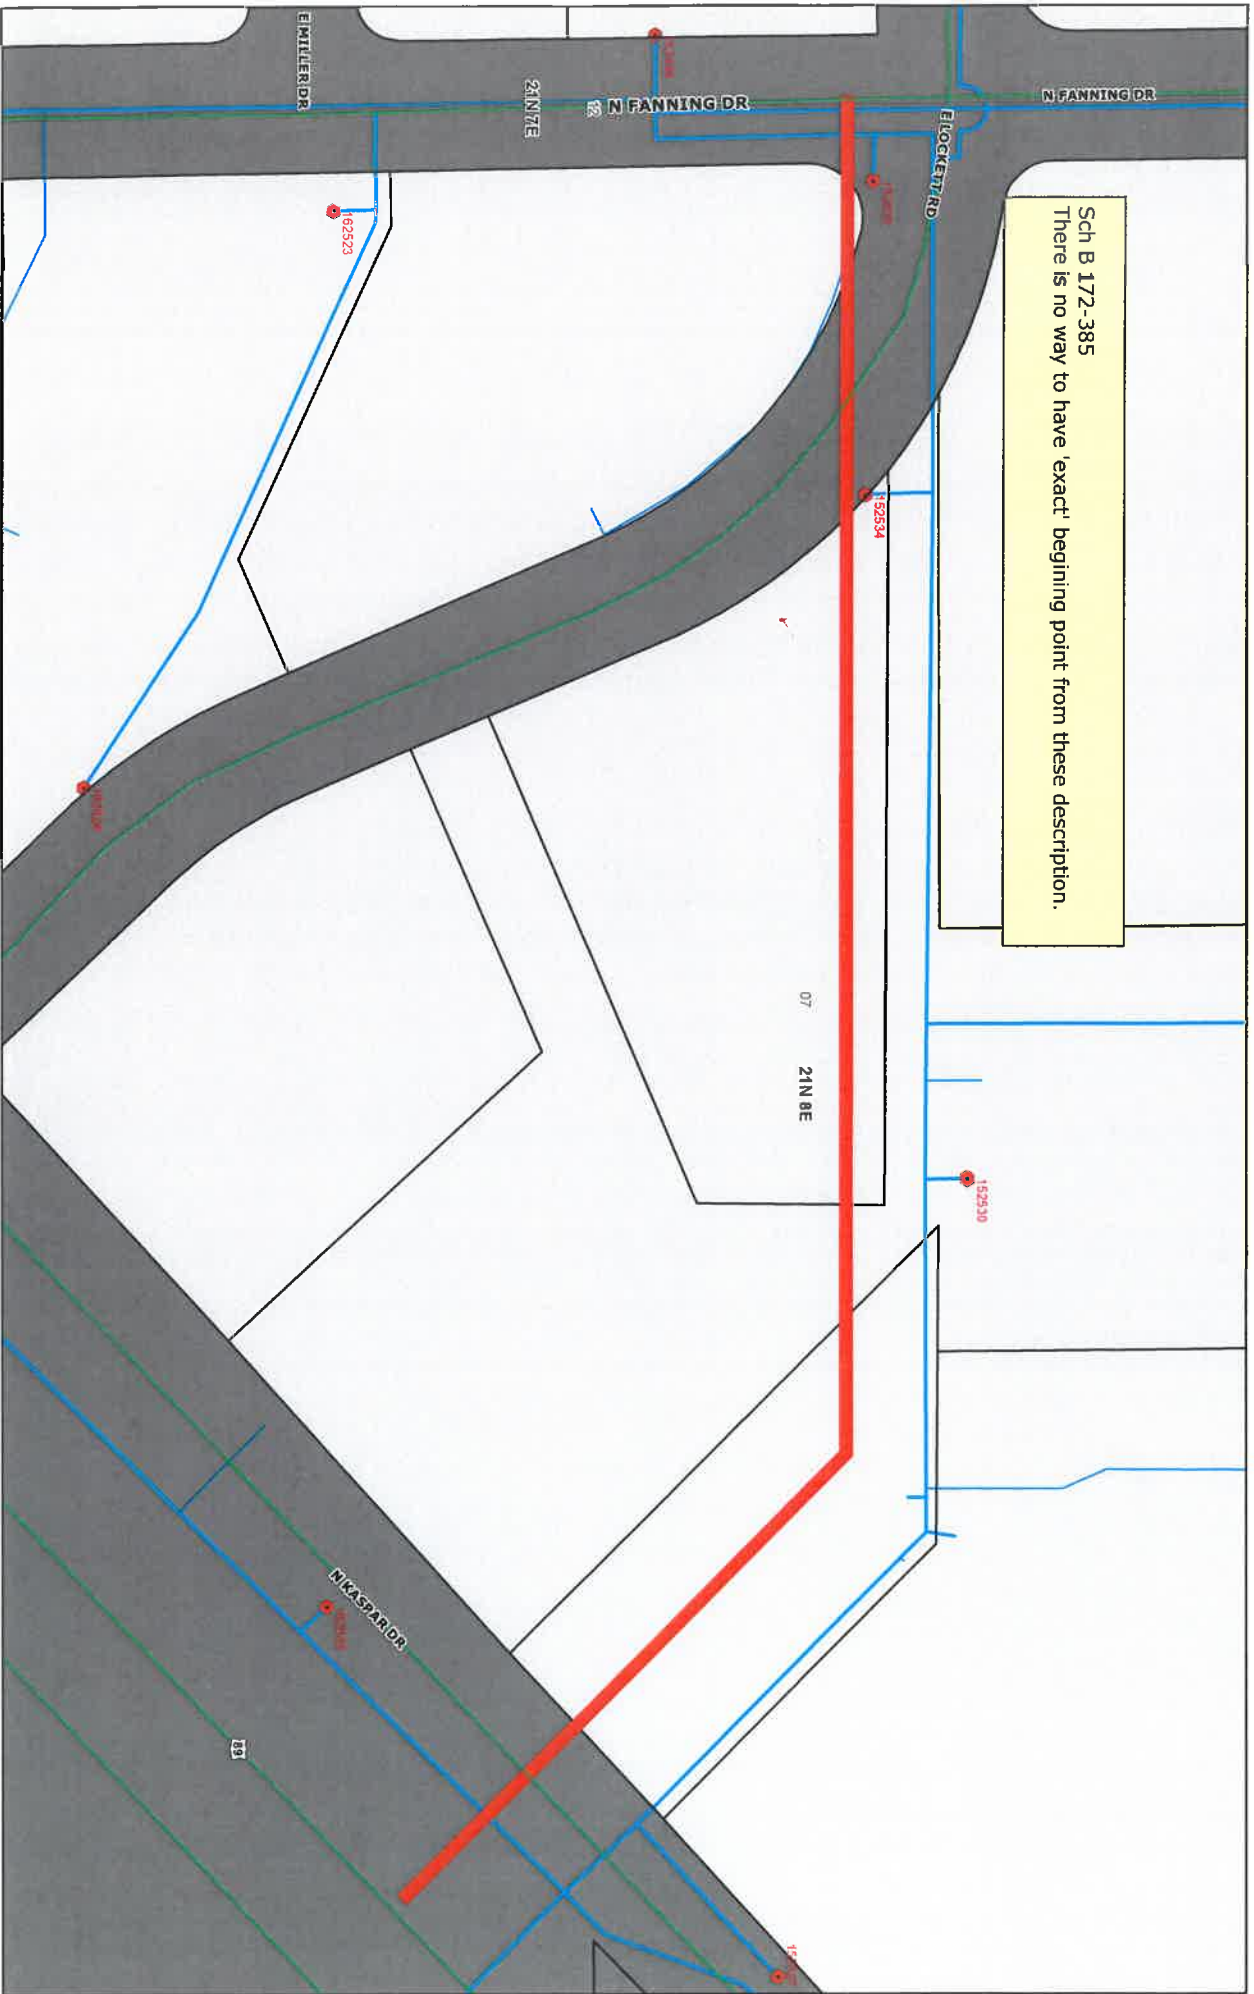 Sch B 172-385
There is no way to have 'exact' begining point from these description.
N FANNING DR
E LOCKETT RD
N FANNING DR
12
21N 7E
E MILLER DR
162523
152534
07
21N 8E
152530
N KASPAR DR
89